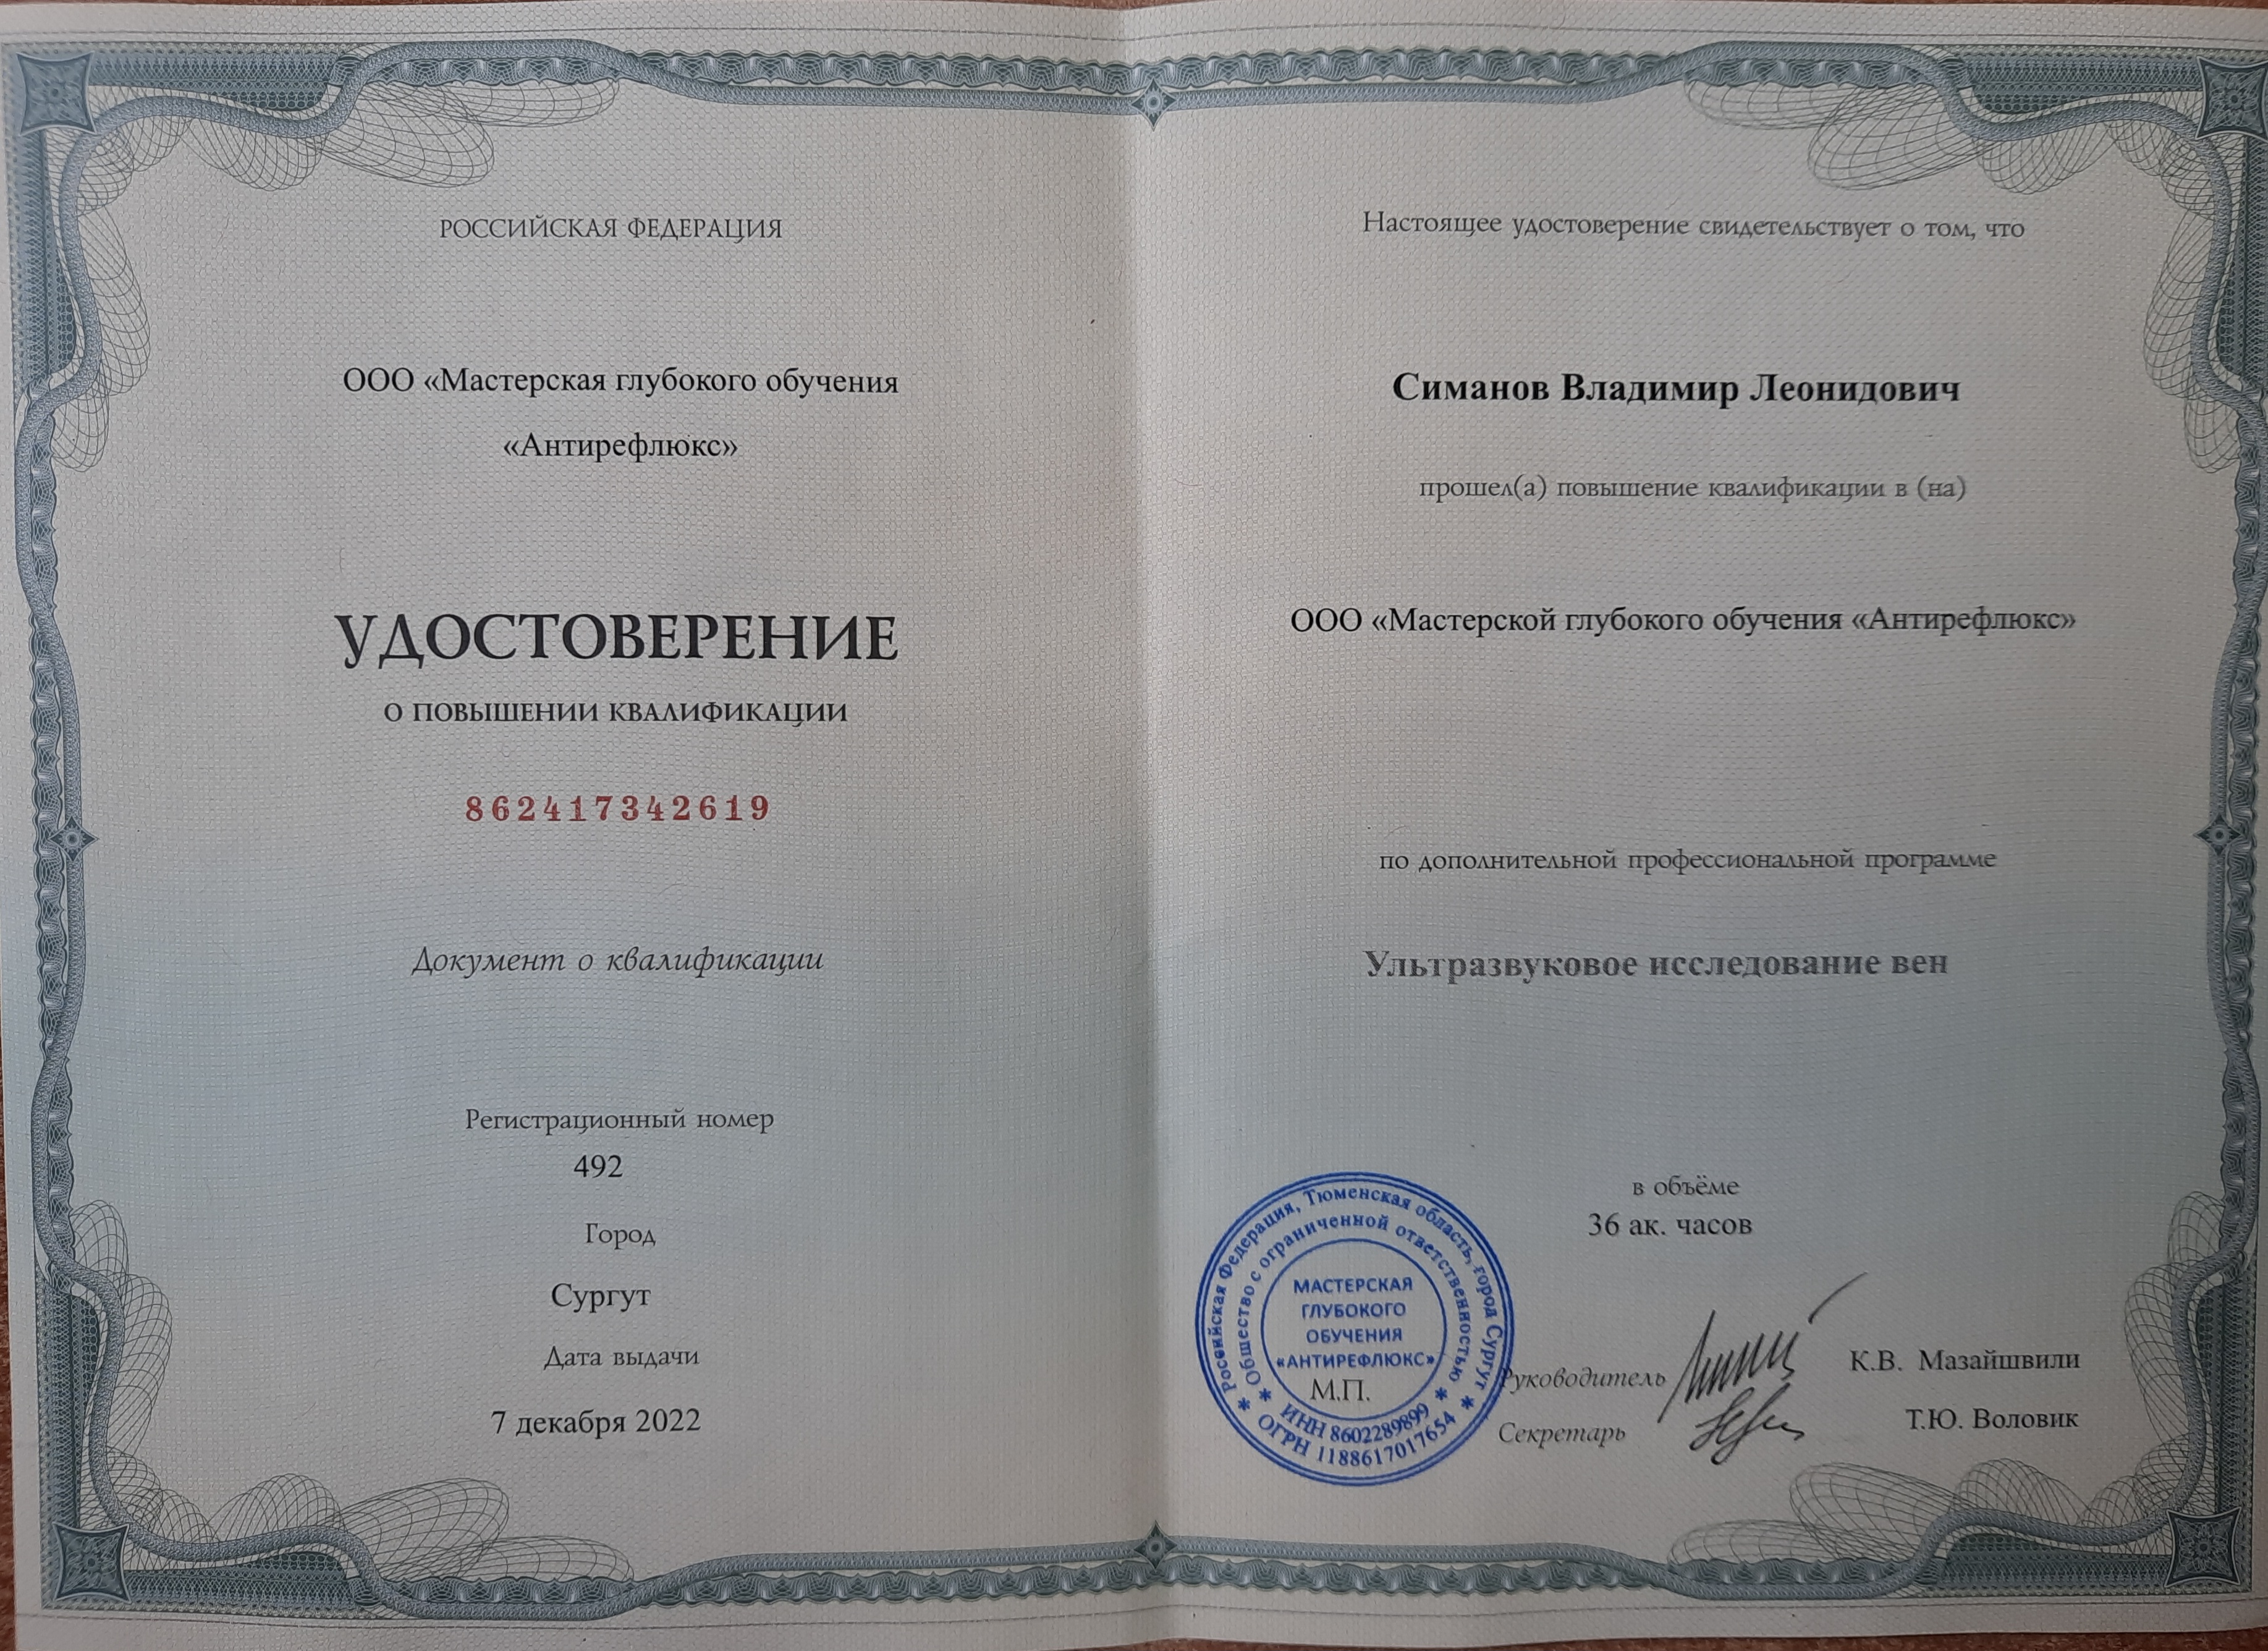 РОССИЙСКАЯ ФЕДЕРАЦИЯ
ООО «Мастерская глубокого обучения
«Антирефлюкс»
УДОСТОВЕРЕНИЕ
О ПОВЫШЕНИИ КВАЛИФИКАЦИИ
862417342619
Документ о квалификации
Регистрационный номер
492
Город
Сургут
Дата выдачи
7 декабря 2022
Настоящее удостоверение свидетельствует о том, что
Симанов Владимир Леонидович
прошел(а) повышение квалификации в (на)
ООО «Мастерской глубокого обучения «Антирефлюкс»
по дополнительной профессиональной программе
Ультразвуковое исследование вен
в объёме
36 ак. часов
Российская Федерация, Тюменская область, город Сургут
Общество с ограниченной ответственностью
МАСТЕРСКАЯ
ГЛУБОКОГО
ОБУЧЕНИЯ
«АНТИРЕФЛЮКС»
М.П.
ИНН 8602289899
ОГРН 1188617017654
Руководитель К.В. Мазайшвили
Секретарь Т.Ю. Воловик